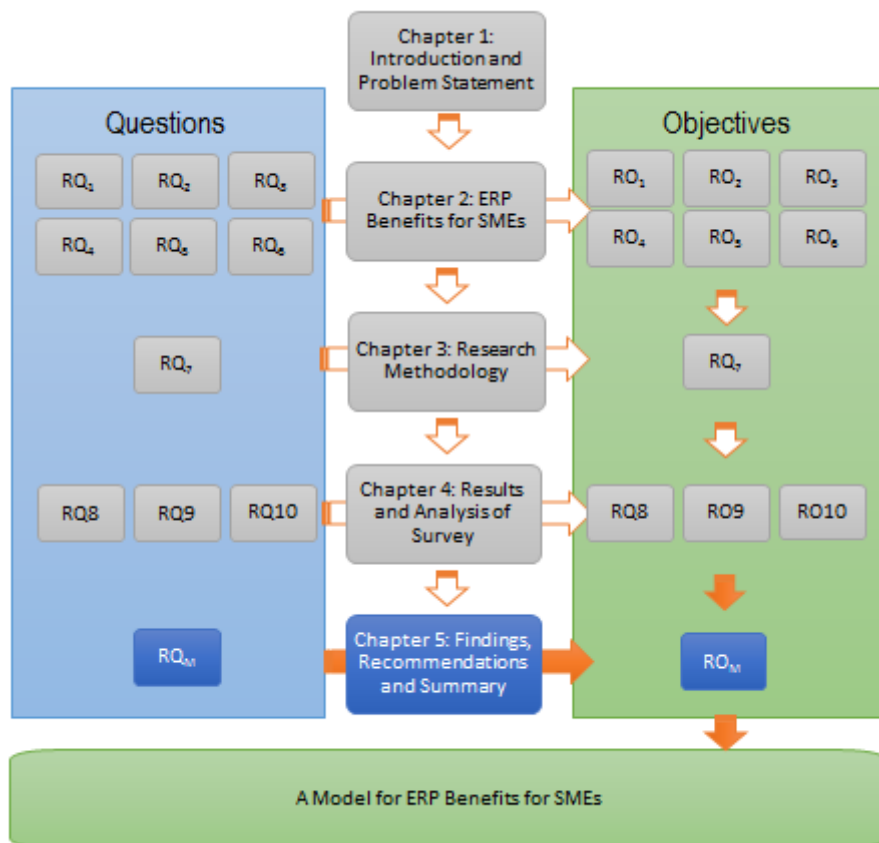 Chapter 1:
Introduction and
Problem Statement
Questions
Objectives
RQ₁ RQ₂ RQ₃
Chapter 2: ERP
Benefits for SMEs
RO₁ RO₂ RO₃
RQ₄ RQ₅ RQ₆
RO₄ RO₅ RO₆
RQ₇
Chapter 3: Research
Methodology
RQ₇
RQ8 RQ9 RQ10
Chapter 4: Results
and Analysis of
Survey
RQ8 RO9 RO10
RQ_M
Chapter 5: Findings,
Recommendations
and Summary
RO_M
A Model for ERP Benefits for SMEs